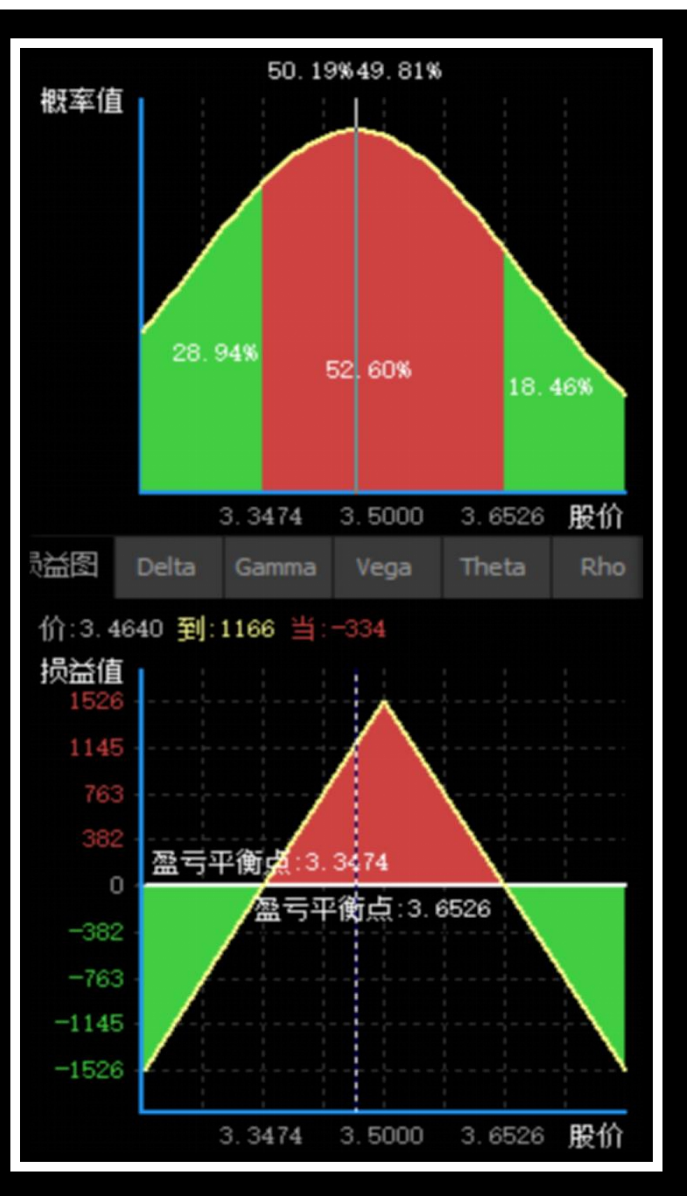 50.19%49.81%
概率值
28.94%
52.60%
18.46%
3.3474 3.5000 3.6526 股价
益图 Delta Gamma Vega Theta Rho
价:3.4640 到:1166 当:-334
损益值
1526
1145
763
382
盈亏平衡点:3.3474
0
盈亏平衡点:3.6526
-382
-763
-1145
-1526
3.3474 3.5000 3.6526 股价